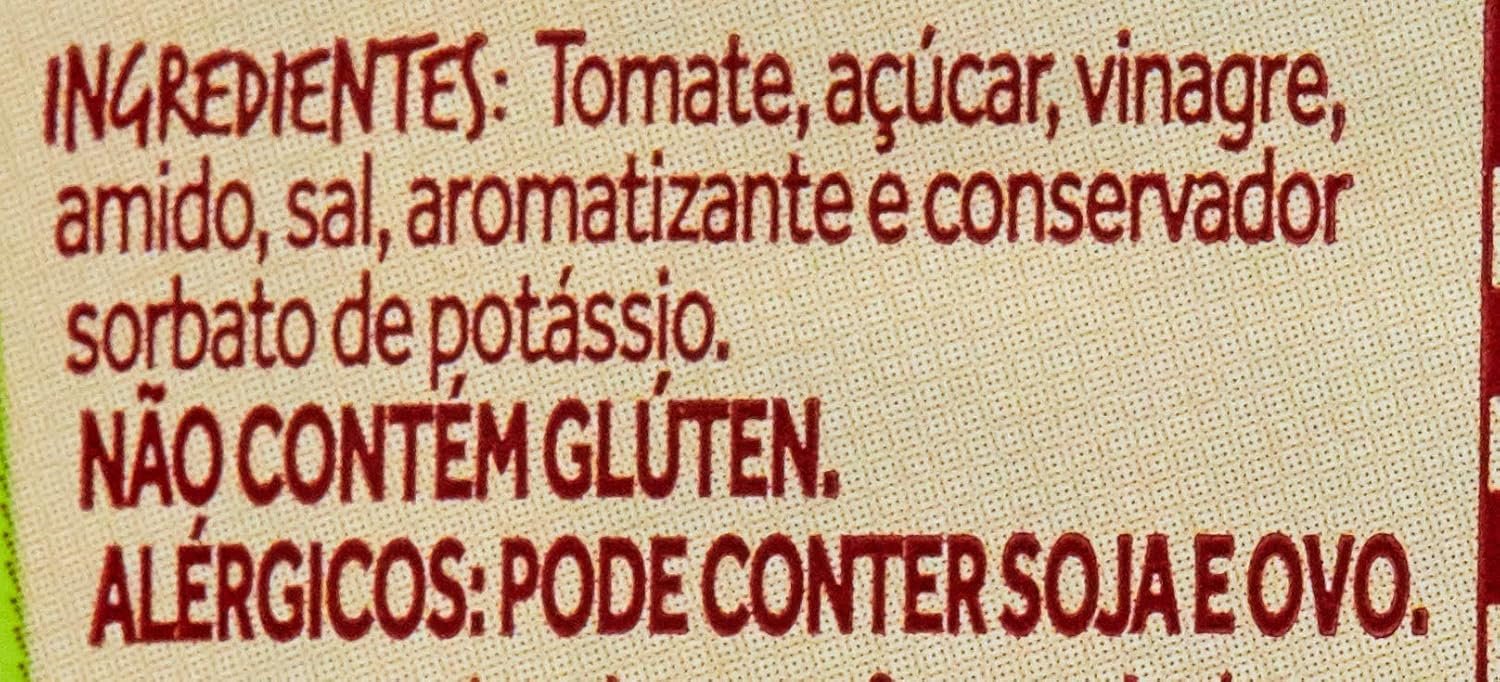 INGREDIENTES: Tomate, açúcar, vinagre,
amido, sal, aromatizante e conservador
sorbato de potássio.
NÃO CONTÉM GLÚTEN.
ALÉRGICOS: PODE CONTER SOJA E OVO.